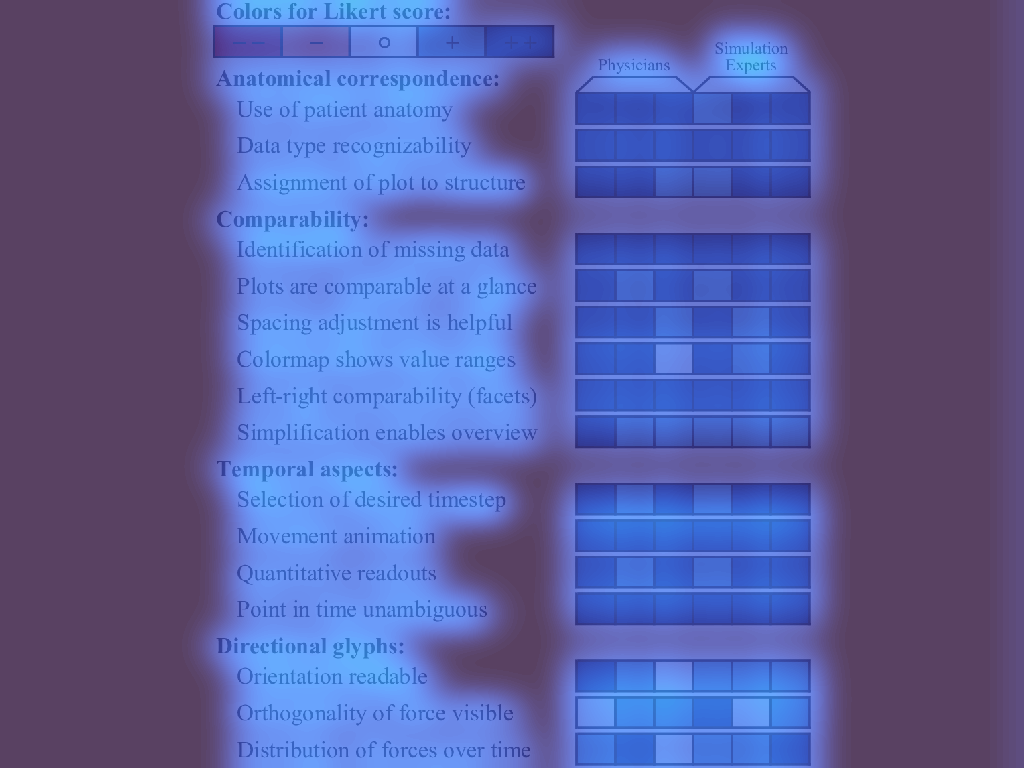 Colors for Likert score:
−− − o + ++
Simulation
Physicians Experts
Anatomical correspondence:
Use of patient anatomy
Data type recognizability
Assignment of plot to structure
Comparability:
Identification of missing data
Plots are comparable at a glance
Spacing adjustment is helpful
Colormap shows value ranges
Left-right comparability (facets)
Simplification enables overview
Temporal aspects:
Selection of desired timestep
Movement animation
Quantitative readouts
Point in time unambiguous
Directional glyphs:
Orientation readable
Orthogonality of force visible
Distribution of forces over time